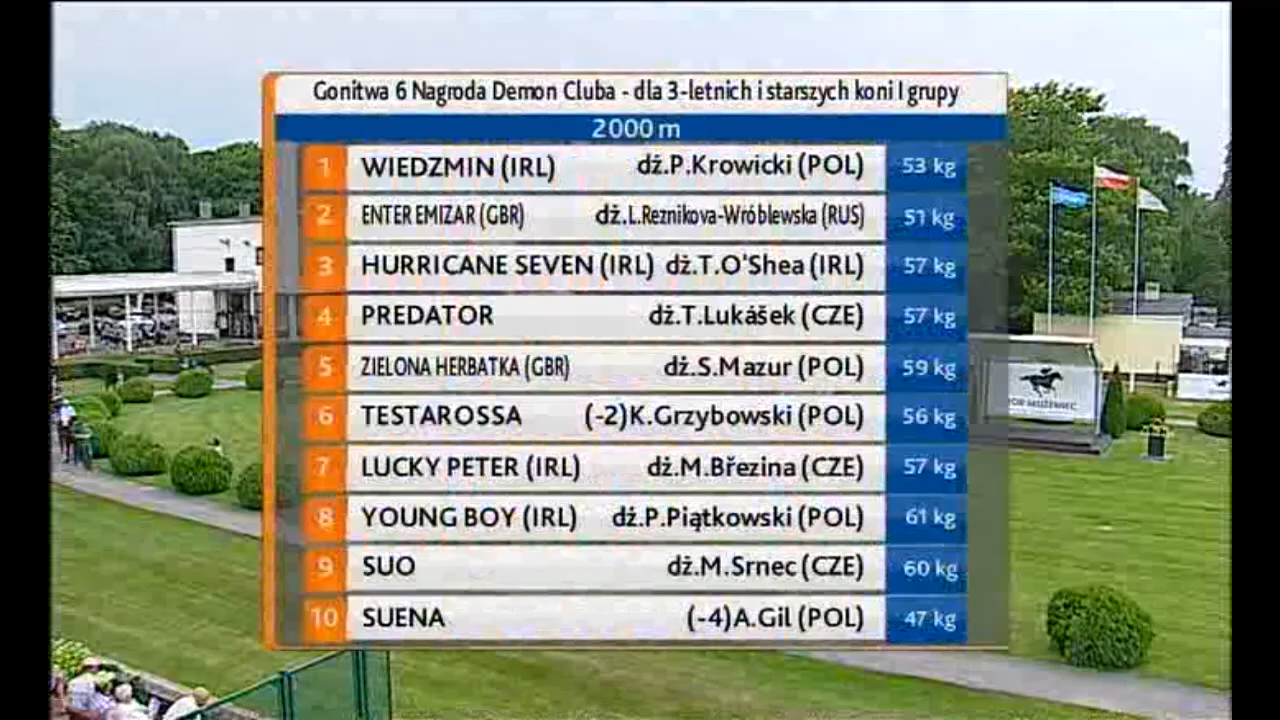 Gonitwa 6 Nagroda Demon Cluba - dla 3-letnich i starszych koni I grupy
2000 m
1 WIEDZMIN (IRL) dż.P.Krowicki (POL) 53 kg
2 ENTER EMIZAR (GBR) dż.L.Reznikova-Wróblewska (RUS) 51 kg
3 HURRICANE SEVEN (IRL) dż.T.O'Shea (IRL) 57 kg
4 PREDATOR dż.T.Lukášek (CZE) 57 kg
5 ZIELONA HERBATKA (GBR) dż.S.Mazur (POL) 59 kg
6 TESTAROSSA (-2)K.Grzybowski (POL) 56 kg
7 LUCKY PETER (IRL) dż.M.Březina (CZE) 57 kg
8 YOUNG BOY (IRL) dż.P.Piątkowski (POL) 61 kg
9 SUO dż.M.Srnec (CZE) 60 kg
10 SUENA (-4)A.Gil (POL) 47 kg